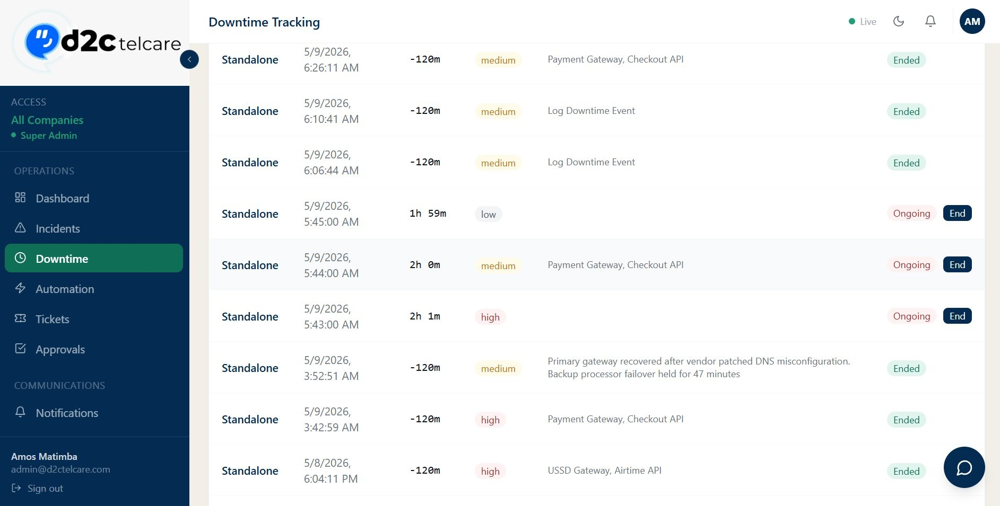 d2c telcare
ACCESS
All Companies
Super Admin
OPERATIONS
Dashboard
Incidents
Downtime
Automation
Tickets
Approvals
COMMUNICATIONS
Notifications
Amos Matimba
admin@d2ctelcare.com
Sign out
Downtime Tracking
Live
AM
Standalone
5/9/2026,
6:26:11 AM
-120m
medium
Payment Gateway, Checkout API
Ended
Standalone
5/9/2026,
6:10:41 AM
-120m
medium
Log Downtime Event
Ended
Standalone
5/9/2026,
6:06:44 AM
-120m
medium
Log Downtime Event
Ended
Standalone
5/9/2026,
5:45:00 AM
1h 59m
low
Ongoing
End
Standalone
5/9/2026,
5:44:00 AM
2h 0m
medium
Payment Gateway, Checkout API
Ongoing
End
Standalone
5/9/2026,
5:43:00 AM
2h 1m
high
Ongoing
End
Standalone
5/9/2026,
3:52:51 AM
-120m
medium
Primary gateway recovered after vendor patched DNS misconfiguration.
Backup processor failover held for 47 minutes
Ended
Standalone
5/9/2026,
3:42:59 AM
-120m
high
Payment Gateway, Checkout API
Ended
Standalone
5/8/2026,
6:04:11 PM
-120m
high
USSD Gateway, Airtime API
Ended